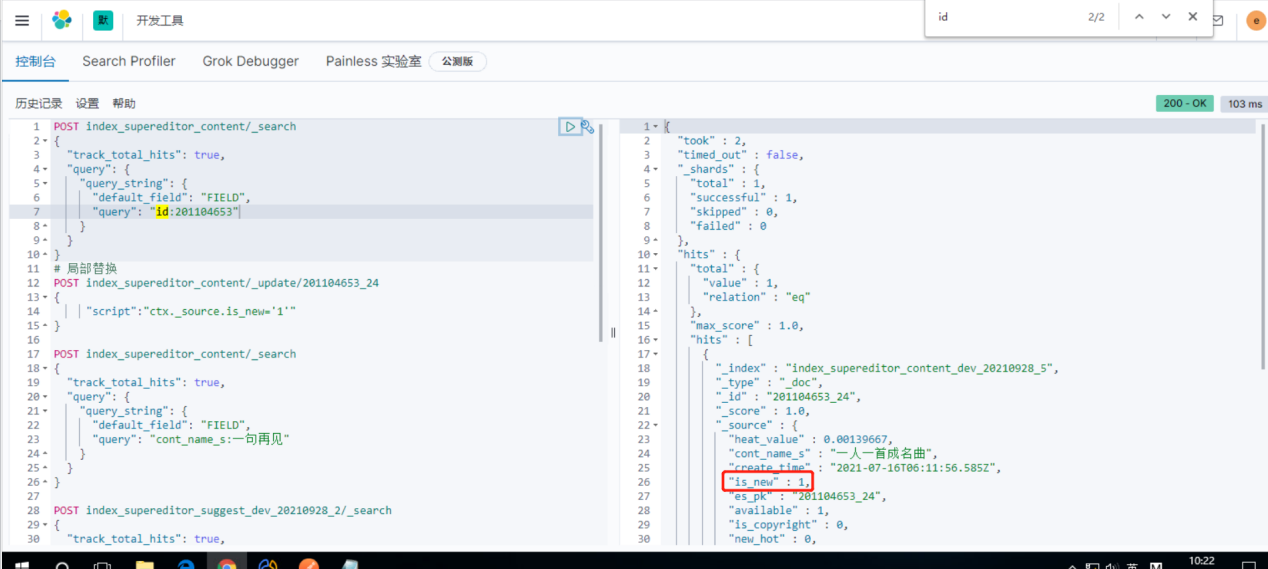 id
2/2
默
开发工具
e
控制台
Search Profiler
Grok Debugger
Painless 实验室
公测版
历史记录
设置
帮助
200 - OK
103 ms
1 POST index_supereditor_content/_search
2 {
3 "track_total_hits": true,
4 "query": {
5 "query_string": {
6 "default_field": "FIELD",
7 "query": "id:201104653"
8 }
9 }
10 }
11 # 局部替换
12 POST index_supereditor_content/_update/201104653_24
13 {
14 "script":"ctx._source.is_new='1'"
15 }
16
17 POST index_supereditor_content/_search
18 {
19 "track_total_hits": true,
20 "query": {
21 "query_string": {
22 "default_field": "FIELD",
23 "query": "cont_name_s:一句再见"
24 }
25 }
26 }
27
28 POST index_supereditor_suggest_dev_20210928_2/_search
29 {
30 "track_total_hits": true,
1 {
2 "took" : 2,
3 "timed_out" : false,
4 "_shards" : {
5 "total" : 1,
6 "successful" : 1,
7 "skipped" : 0,
8 "failed" : 0
9 },
10 "hits" : {
11 "total" : {
12 "value" : 1,
13 "relation" : "eq"
14 },
15 "max_score" : 1.0,
16 "hits" : [
17 {
18 "_index" : "index_supereditor_content_dev_20210928_5",
19 "_type" : "_doc",
20 "_id" : "201104653_24",
21 "_score" : 1.0,
22 "_source" : {
23 "heat_value" : 0.00139667,
24 "cont_name_s" : "一人一首成名曲",
25 "create_time" : "2021-07-16T06:11:56.585Z",
26 "is_new" : 1,
27 "es_pk" : "201104653_24",
28 "available" : 1,
29 "is_copyright" : 0,
30 "new_hot" : 0,
英
M
10:22